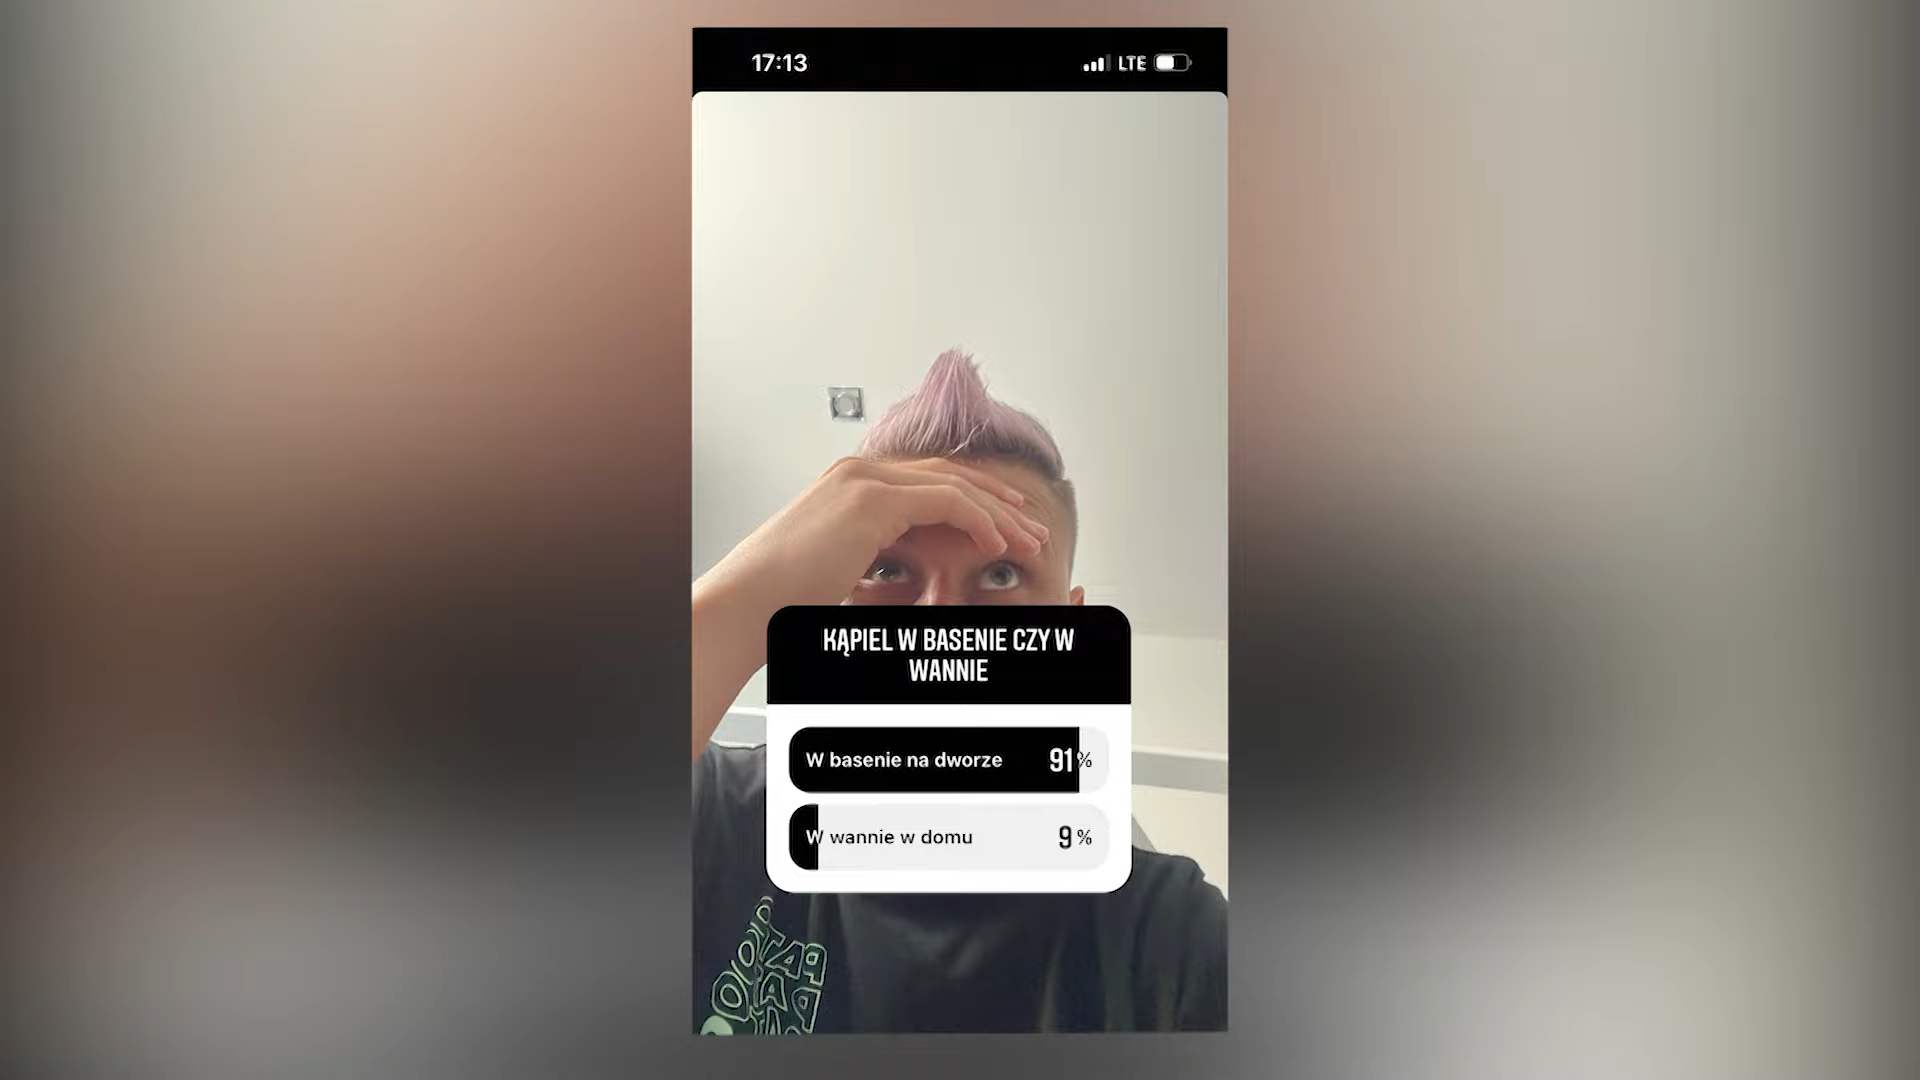 17:13
LTE
KĄPIEL W BASENIE CZY W
WANNIE
W basenie na dworze 91%
W wannie w domu 9%